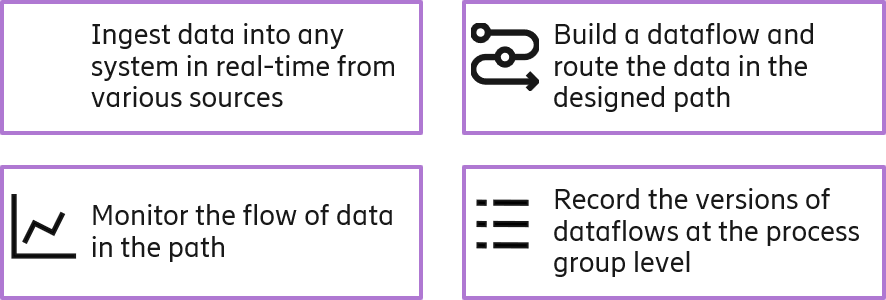 Ingest data into any
system in real-time from
various sources
Build a dataflow and
route the data in the
designed path
Monitor the flow of data
in the path
Record the versions of
dataflows at the process
group level